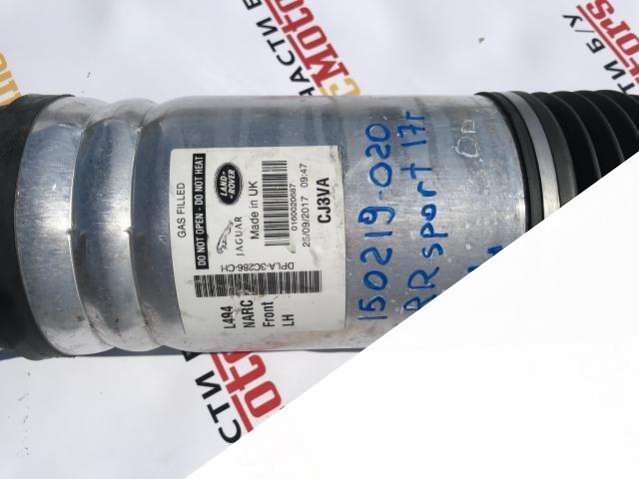 GAS FILLED
DO NOT OPEN - DO NOT HEAT
LAND
ROVER
JAGUAR
Made in UK
0160020697
25/09/2017 09:47
CJ3VA
DPLA-3C286-CH
L494
NARC
Front
LH
150219-020
RR sport 17г